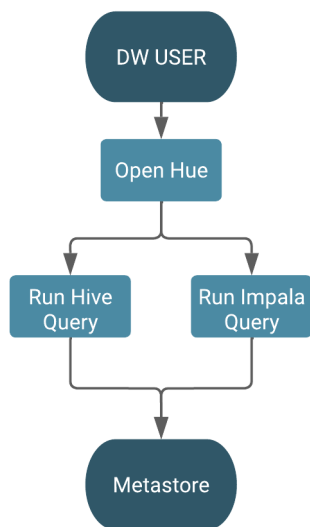 DW USER
Open Hue
Run Hive
Query
Run Impala
Query
Metastore